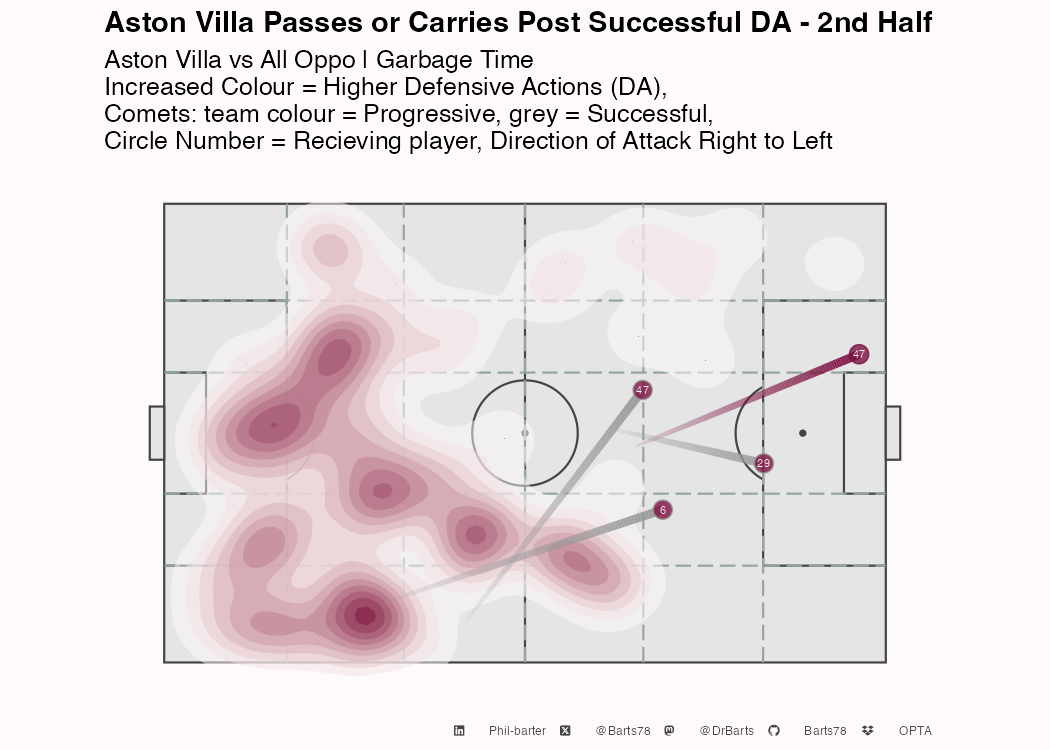 Aston Villa Passes or Carries Post Successful DA - 2nd Half
Aston Villa vs All Oppo | Garbage Time
Increased Colour = Higher Defensive Actions (DA),
Comets: team colour = Progressive, grey = Successful,
Circle Number = Recieving player, Direction of Attack Right to Left
47
47
29
6
Phil-barter @Barts78 @DrBarts Barts78 OPTA